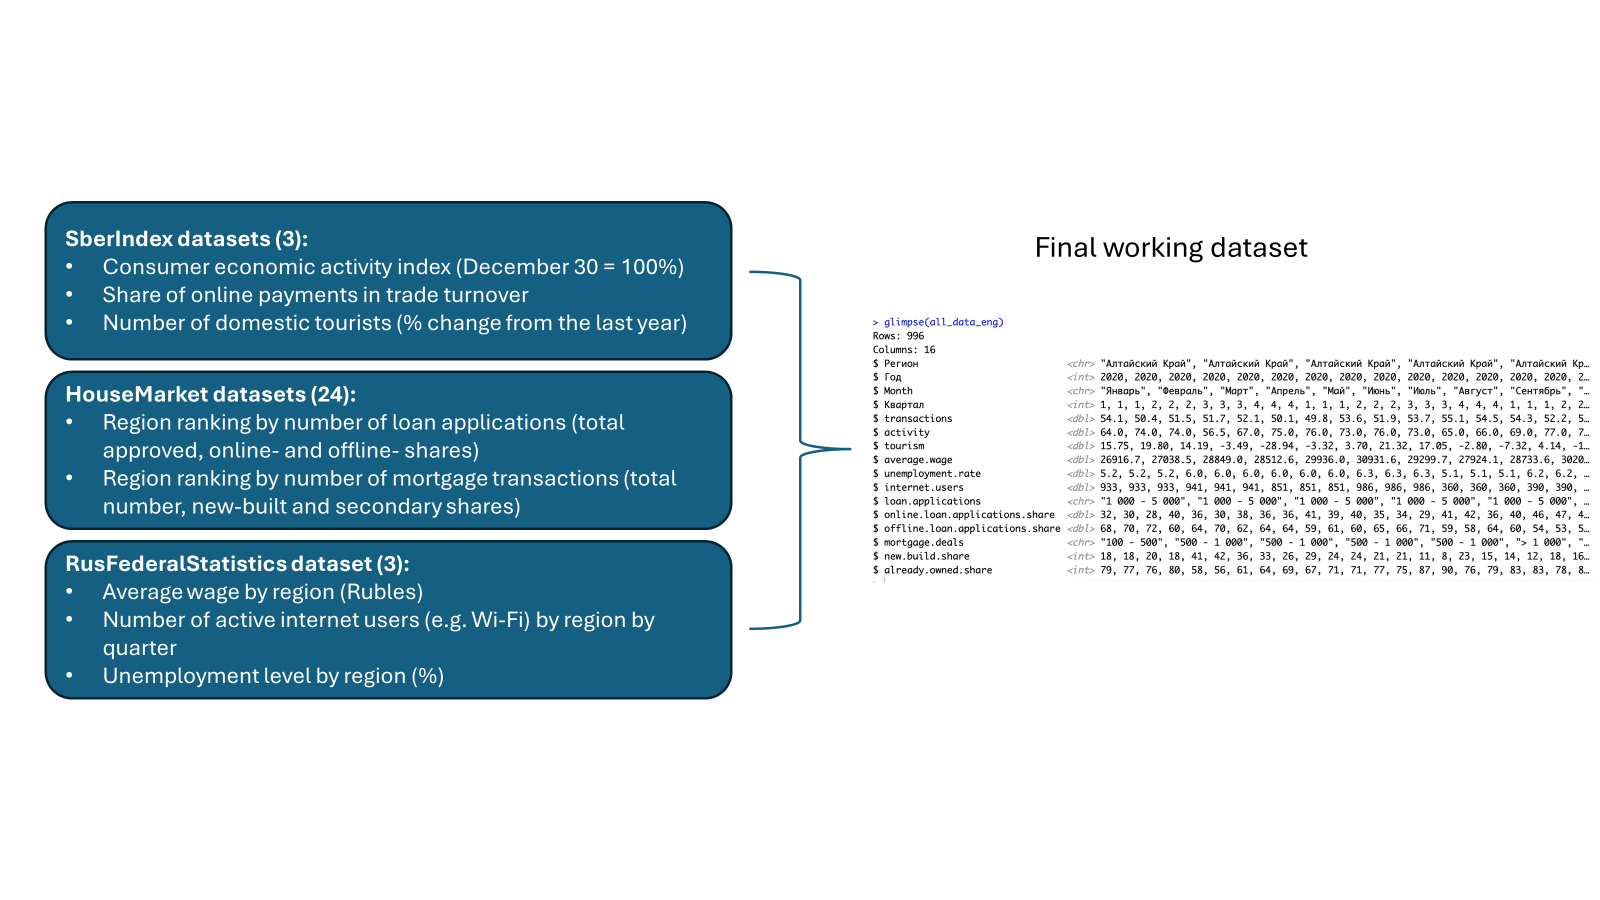 SberIndex datasets (3):
• Consumer economic activity index (December 30 = 100%)
• Share of online payments in trade turnover
• Number of domestic tourists (% change from the last year)
HouseMarket datasets (24):
• Region ranking by number of loan applications (total
approved, online- and offline- shares)
• Region ranking by number of mortgage transactions (total
number, new-built and secondary shares)
RusFederalStatistics dataset (3):
• Average wage by region (Rubles)
• Number of active internet users (e.g. Wi-Fi) by region by
quarter
• Unemployment level by region (%)
Final working dataset
> glimpse(all_data_eng)
Rows: 996
Columns: 16
$ Регион <chr> "Алтайский Край", "Алтайский Край", "Алтайский Край", "Алтайский Край", "Алтайский Кр…
$ Год <int> 2020, 2020, 2020, 2020, 2020, 2020, 2020, 2020, 2020, 2020, 2020, 2020, 2020, 2020, 2…
$ Month <chr> "Январь", "Февраль", "Март", "Апрель", "Май", "Июнь", "Июль", "Август", "Сентябрь", "…
$ Квартал <int> 1, 1, 1, 2, 2, 2, 3, 3, 3, 4, 4, 4, 1, 1, 1, 2, 2, 2, 3, 3, 3, 4, 4, 4, 1, 1, 1, 2, 2…
$ transactions <dbl> 54.1, 50.4, 51.5, 51.7, 52.1, 50.1, 49.8, 53.6, 51.9, 53.7, 55.1, 54.5, 54.3, 52.2, 5…
$ activity <dbl> 64.0, 74.0, 74.0, 56.5, 67.0, 75.0, 76.0, 73.0, 76.0, 73.0, 65.0, 66.0, 69.0, 77.0, 7…
$ tourism <dbl> 15.75, 19.80, 14.19, -3.49, -28.94, -3.32, 3.70, 21.32, 17.05, -2.80, -7.32, 4.14, -1…
$ average.wage <dbl> 26916.7, 27038.5, 28849.0, 28512.6, 29936.0, 30931.6, 29299.7, 27924.1, 28733.6, 3020…
$ unemployment.rate <dbl> 5.2, 5.2, 5.2, 6.0, 6.0, 6.0, 6.0, 6.0, 6.0, 6.3, 6.3, 6.3, 5.1, 5.1, 5.1, 6.2, 6.2, …
$ internet.users <dbl> 933, 933, 933, 941, 941, 941, 851, 851, 851, 986, 986, 986, 360, 360, 360, 390, 390, …
$ loan.applications <chr> "1 000 - 5 000", "1 000 - 5 000", "1 000 - 5 000", "1 000 - 5 000", "1 000 - 5 000", …
$ online.loan.applications.share <dbl> 32, 30, 28, 40, 36, 30, 38, 36, 36, 41, 39, 40, 35, 34, 29, 41, 42, 36, 40, 46, 47, 4…
$ offline.loan.applications.share <dbl> 68, 70, 72, 60, 64, 70, 62, 64, 64, 59, 61, 60, 65, 66, 71, 59, 58, 64, 60, 54, 53, 5…
$ mortgage.deals <chr> "100 - 500", "500 - 1 000", "500 - 1 000", "500 - 1 000", "500 - 1 000", "> 1 000", "…
$ new.build.share <int> 18, 18, 20, 18, 41, 42, 36, 33, 26, 29, 24, 24, 21, 21, 11, 8, 23, 15, 14, 12, 18, 16…
$ already.owned.share <int> 79, 77, 76, 80, 58, 56, 61, 64, 69, 67, 71, 71, 77, 75, 87, 90, 76, 79, 83, 83, 78, 8…